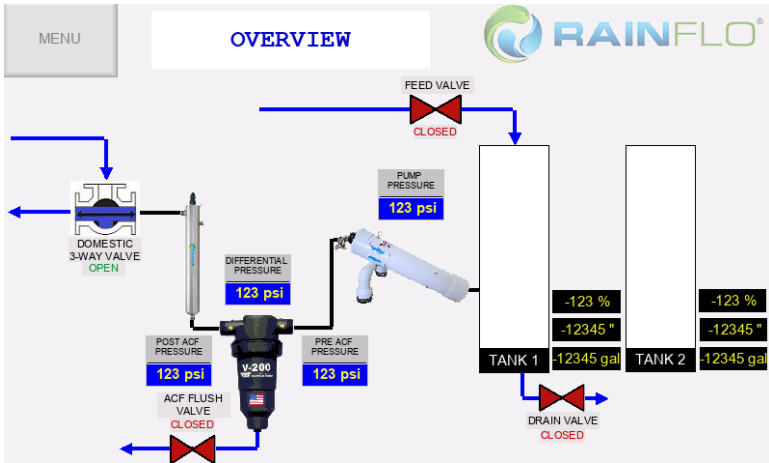 MENU
OVERVIEW
RAINFLO®
FEED VALVE
CLOSED
PUMP
PRESSURE
123 psi
DOMESTIC
3-WAY VALVE
OPEN
DIFFERENTIAL
PRESSURE
123 psi
POST ACF
PRESSURE
123 psi
V-200
PRE ACF
PRESSURE
123 psi
ACF FLUSH
VALVE
CLOSED
TANK 1
-123 %
-12345 "
-12345 gal
TANK 2
-123 %
-12345 "
-12345 gal
DRAIN VALVE
CLOSED